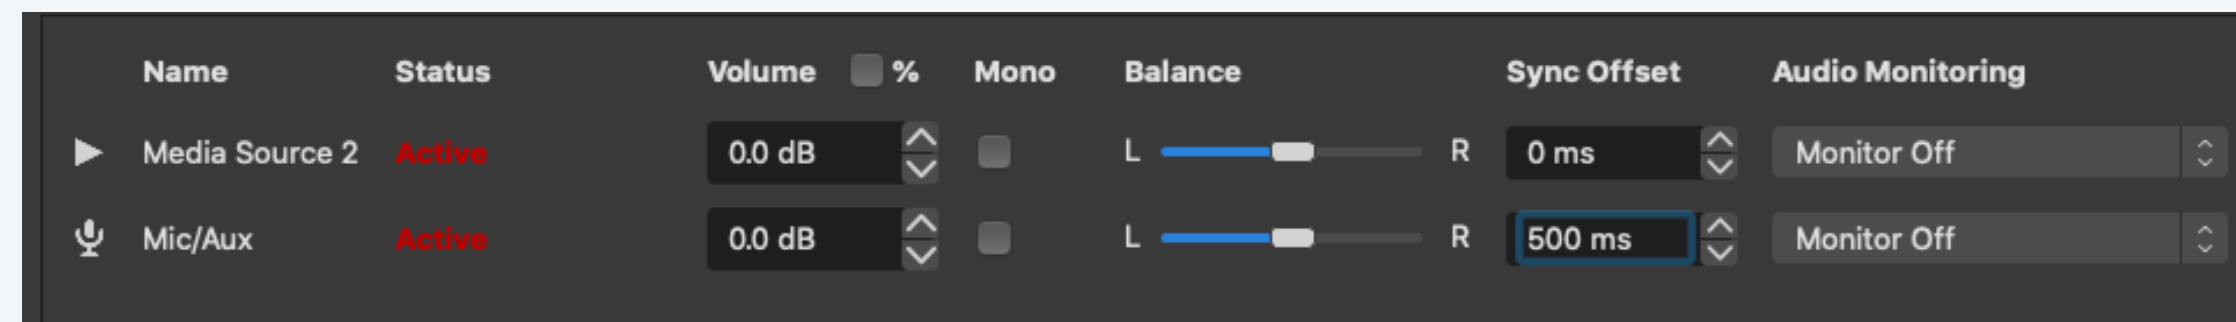 Name Status Volume % Mono Balance Sync Offset Audio Monitoring
Media Source 2 Active 0.0 dB L R 0 ms Monitor Off
Mic/Aux Active 0.0 dB L R 500 ms Monitor Off